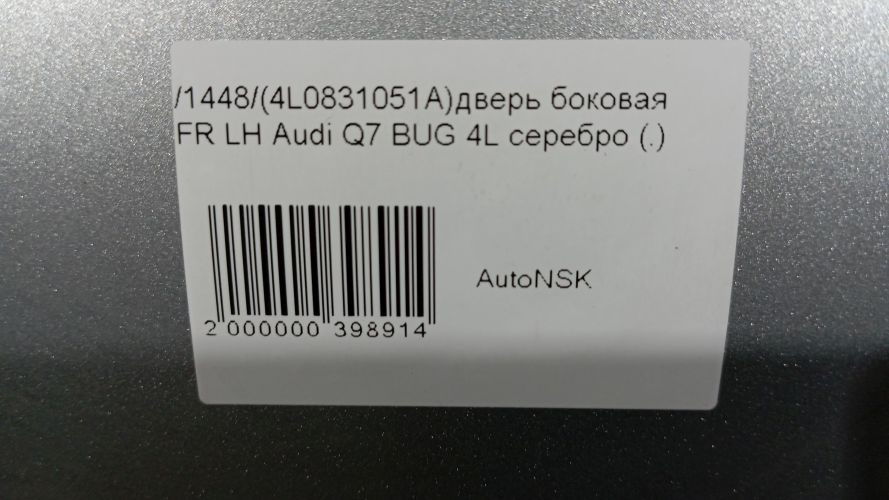 /1448/(4L0831051A)дверь боковая
FR LH Audi Q7 BUG 4L серебро (.)
AutoNSK
2 000000 398914